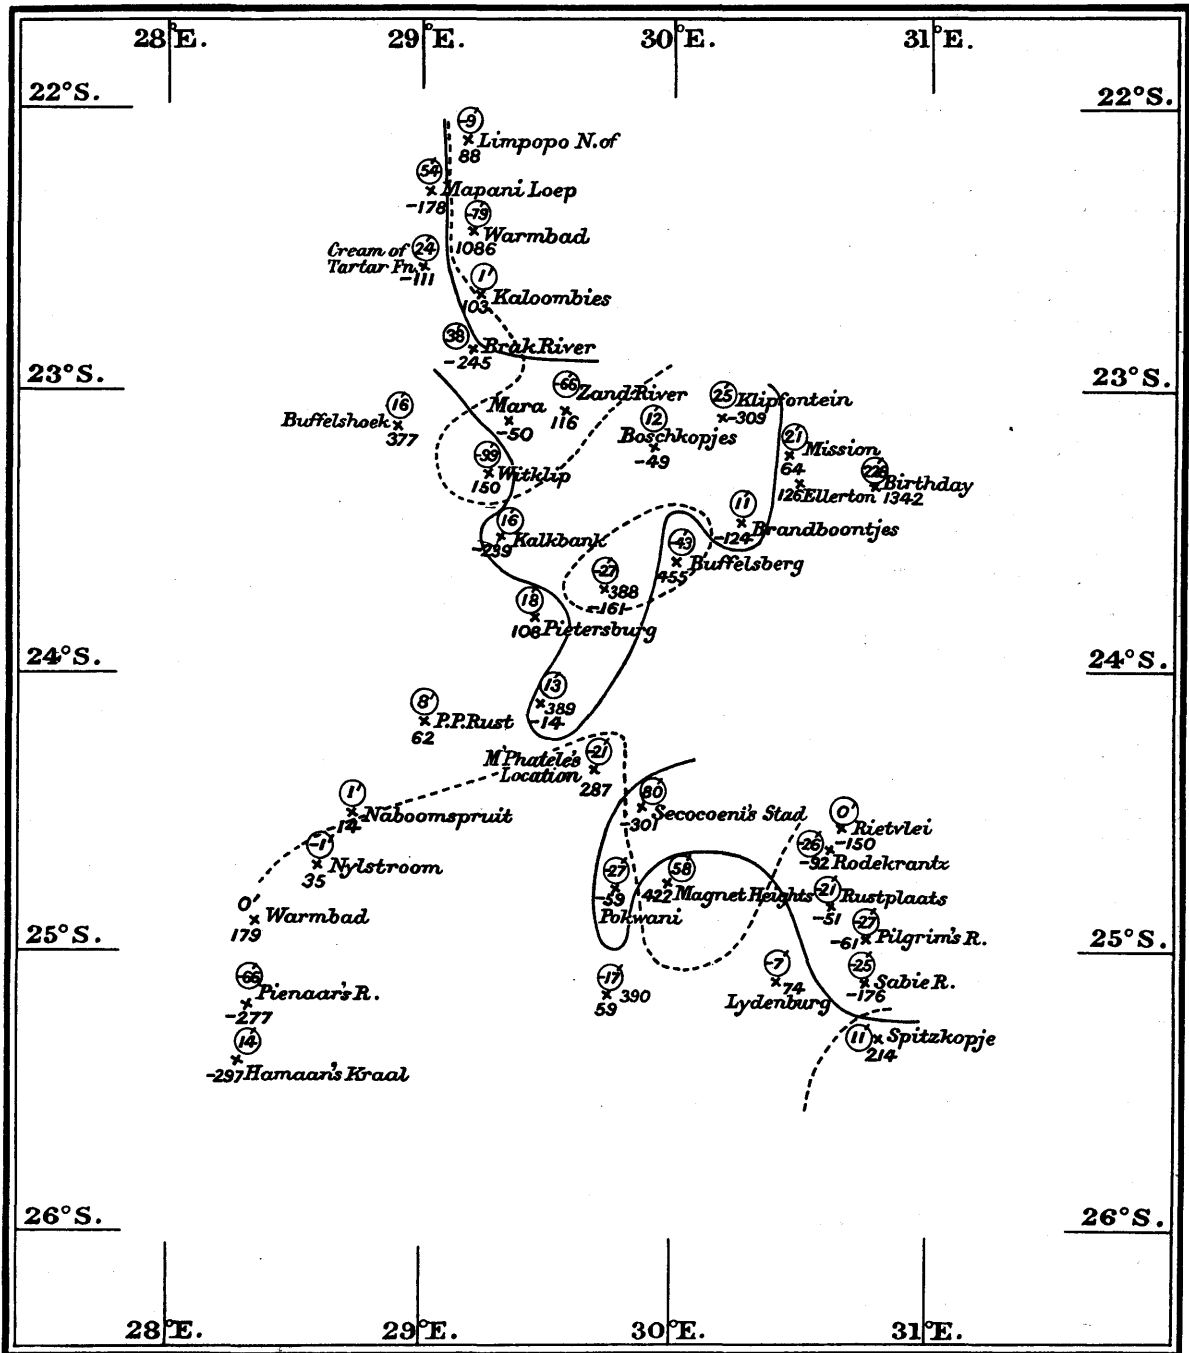 28°E. 29°E. 30°E. 31°E.
22°S. 22°S.
-9'
Limpopo N.of
88
54'
Mapani Loep
-178
-79'
Warmbad
1086
Cream of
Tartar Fn.
24'
-111
1'
Kaloombies
103
38'
Brak River
-245
23°S. 23°S.
16'
Buffelshoek
377
-66'
Zand River
116
Mara
-50
12'
Boschkopjes
-49
25'
Klipfontein
-309
21'
Mission
64
126 Ellerton
Birthday
1342
-99'
Witklip
150
16'
Kalkbank
-239
11'
Brandboontjes
-124
-43'
Buffelsberg
455
-27'
388
-161
18'
108 Pietersburg
24°S. 24°S.
13'
389
-14
8'
P.P.Rust
62
M'Phatele's
Location
-21'
287
1'
Naboomspruit
14
-1'
Nylstroom
35
80'
Secocoeni's Stad
-301
0'
Rietvlei
-150
-26'
-92 Rodekrantz
-27'
-59
Pokwani
58'
422 Magnet Heights
-21'
Rustplaats
-51
0'
Warmbad
179
-27'
-61 Pilgrim's R.
25°S. 25°S.
-66'
Pienaar's R.
-277
-17'
390
59
-7'
74
Lydenburg
-25'
Sabie R.
-176
14'
-297 Hamaan's Kraal
11'
Spitzkopje
214
26°S. 26°S.
28°E. 29°E. 30°E. 31°E.